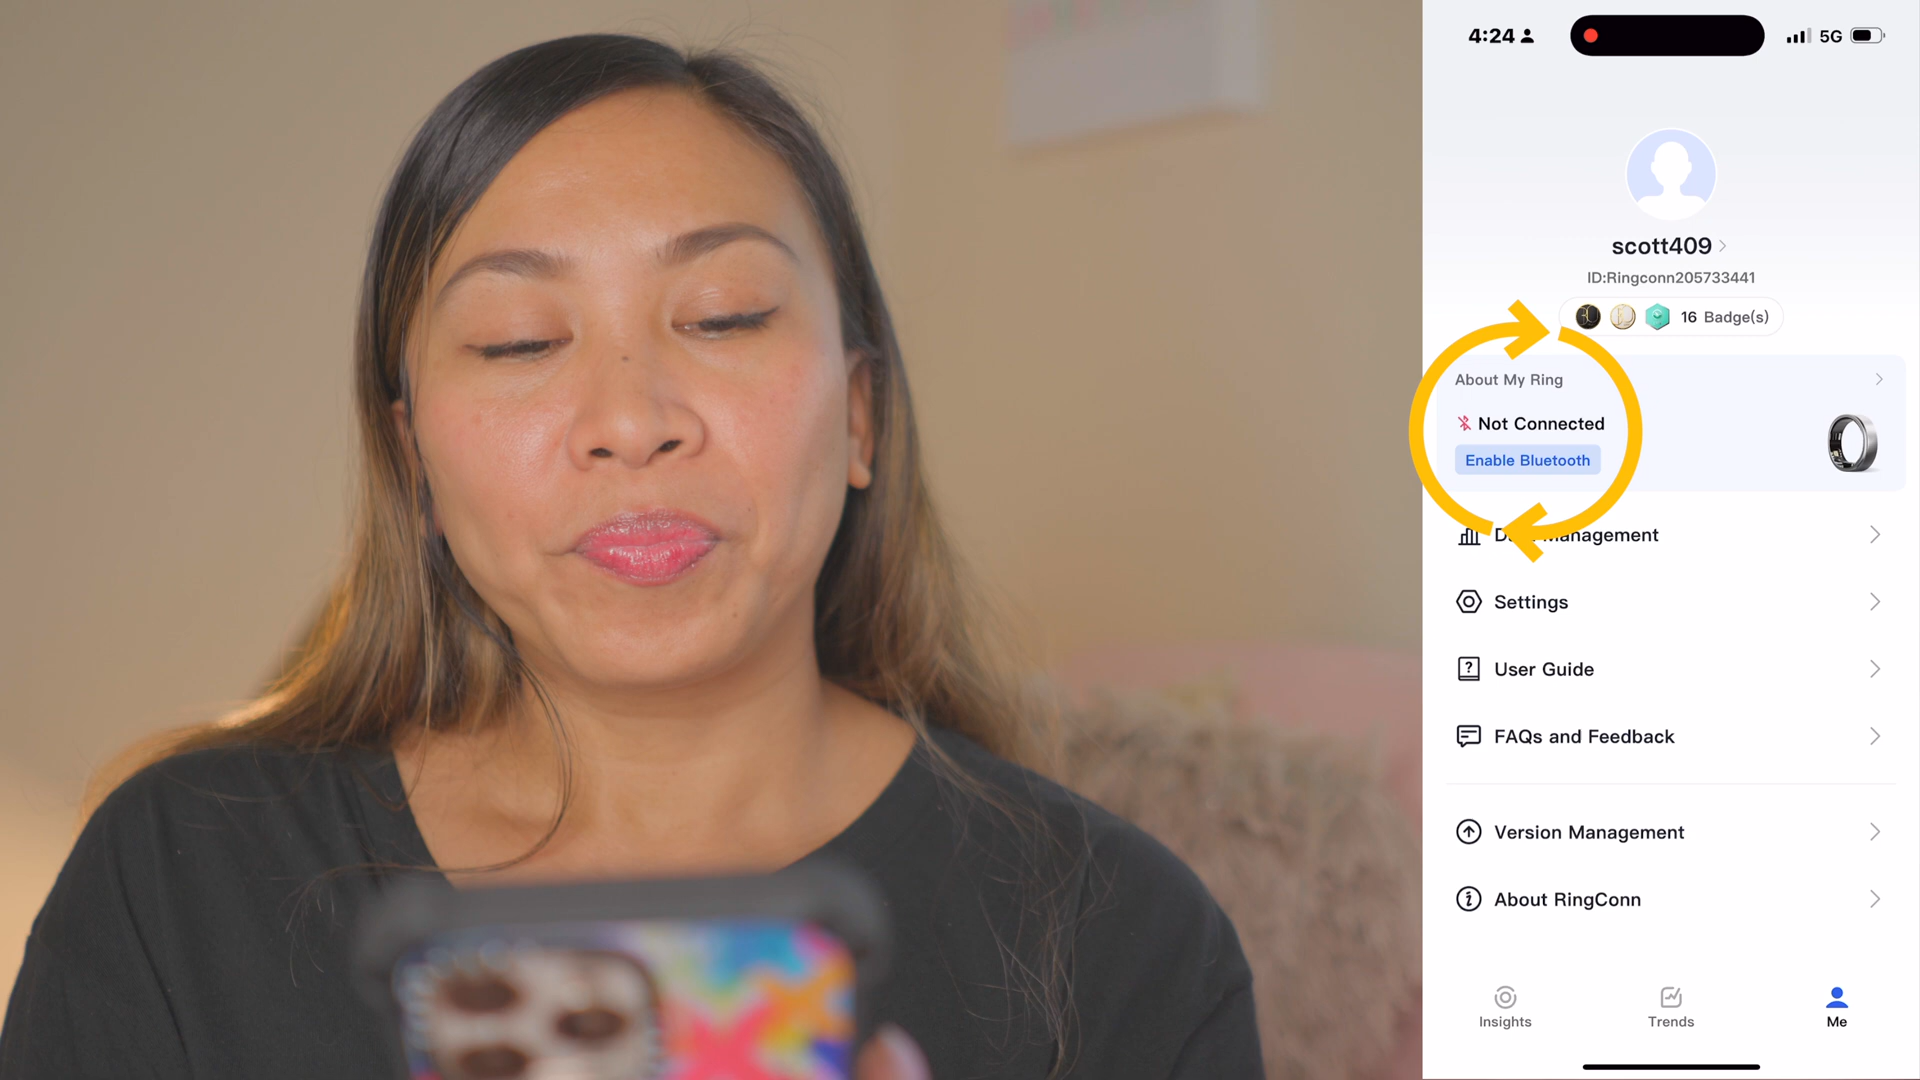 4:24
5G
scott409
ID:Ringconn205733441
16 Badge(s)
About My Ring
Not Connected
Enable Bluetooth
Management
Settings
User Guide
FAQs and Feedback
Version Management
About RingConn
Insights
Trends
Me